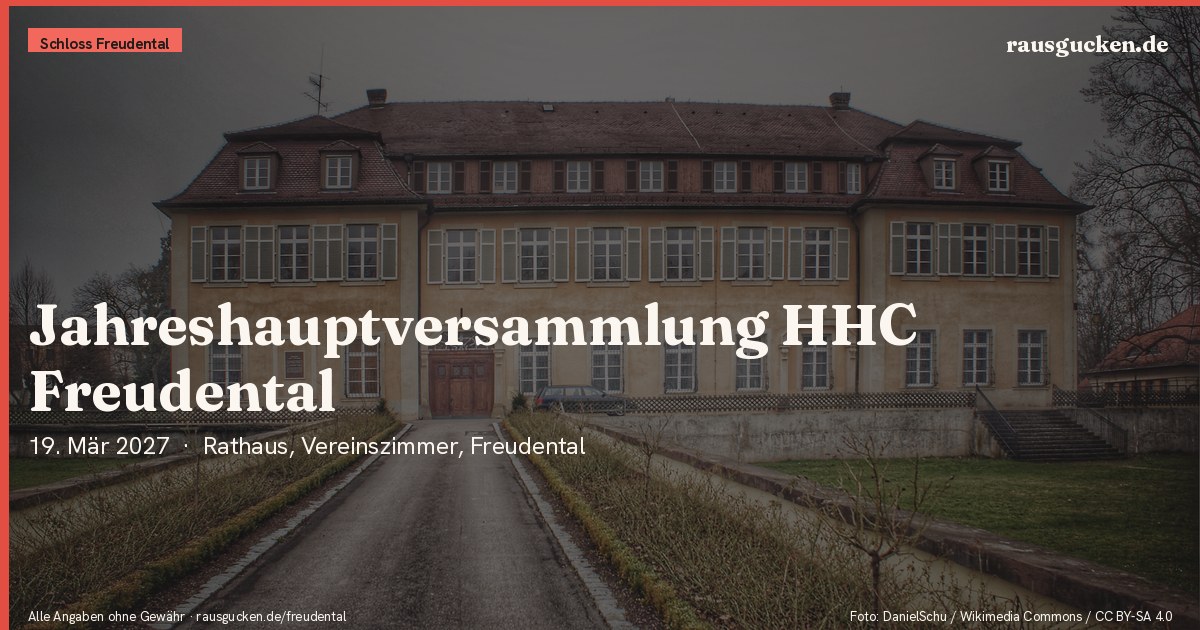 Schloss Freudental
rausgucken.de
Jahreshauptversammlung HHC
Freudental
19. Mär 2027 · Rathaus, Vereinszimmer, Freudental
Alle Angaben ohne Gewähr · rausgucken.de/freudental
Foto: DanielSchu / Wikimedia Commons / CC BY-SA 4.0